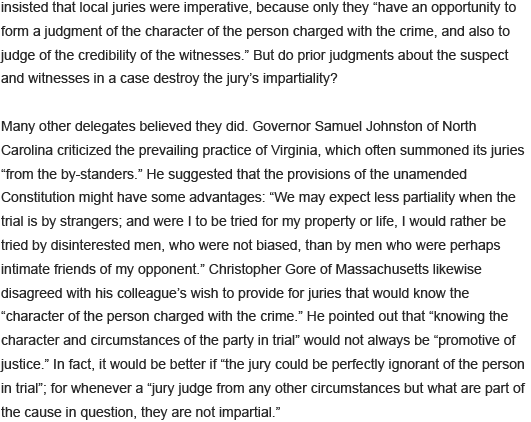 insisted that local juries were imperative, because only they “have an opportunity to
form a judgment of the character of the person charged with the crime, and also to
judge of the credibility of the witnesses.” But do prior judgments about the suspect
and witnesses in a case destroy the jury’s impartiality?
Many other delegates believed they did. Governor Samuel Johnston of North
Carolina criticized the prevailing practice of Virginia, which often summoned its juries
“from the by-standers.” He suggested that the provisions of the unamended
Constitution might have some advantages: “We may expect less partiality when the
trial is by strangers; and were I to be tried for my property or life, I would rather be
tried by disinterested men, who were not biased, than by men who were perhaps
intimate friends of my opponent.” Christopher Gore of Massachusetts likewise
disagreed with his colleague’s wish to provide for juries that would know the
“character of the person charged with the crime.” He pointed out that “knowing the
character and circumstances of the party in trial” would not always be “promotive of
justice.” In fact, it would be better if “the jury could be perfectly ignorant of the person
in trial”; for whenever a “jury judge from any other circumstances but what are part of
the cause in question, they are not impartial.”